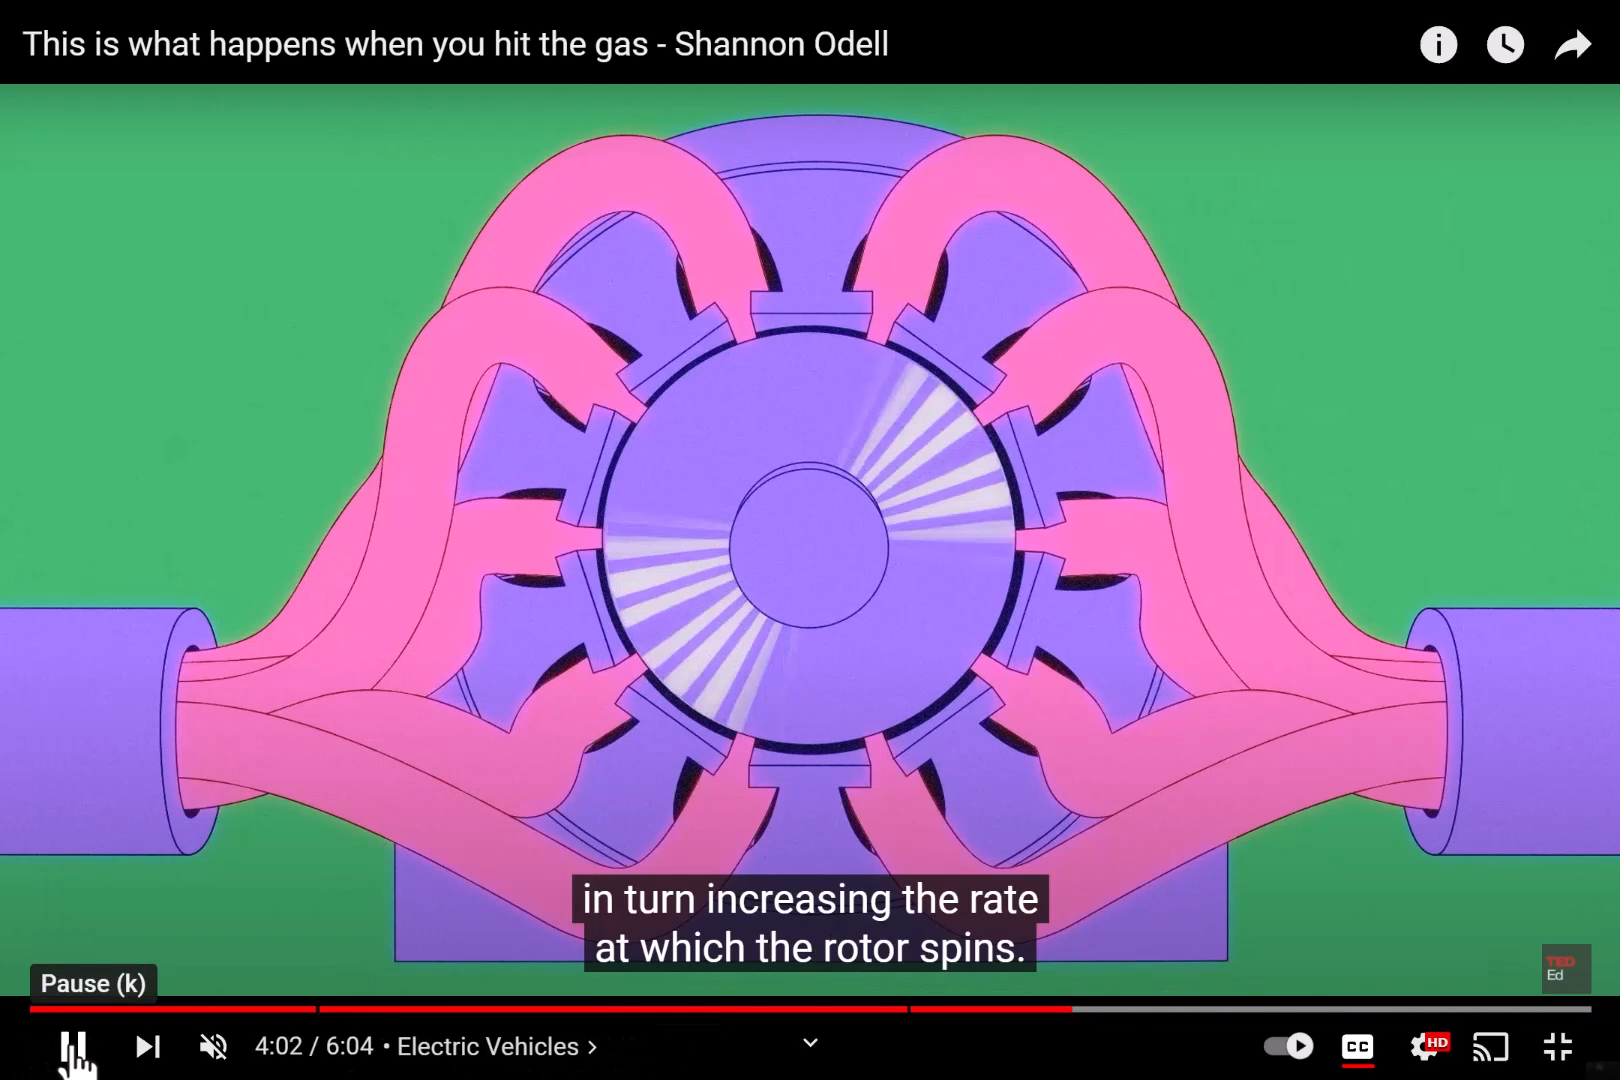 This is what happens when you hit the gas - Shannon Odell
in turn increasing the rate
at which the rotor spins.
TED
Ed
Pause (k)
4:02 / 6:04 • Electric Vehicles >
CC
HD